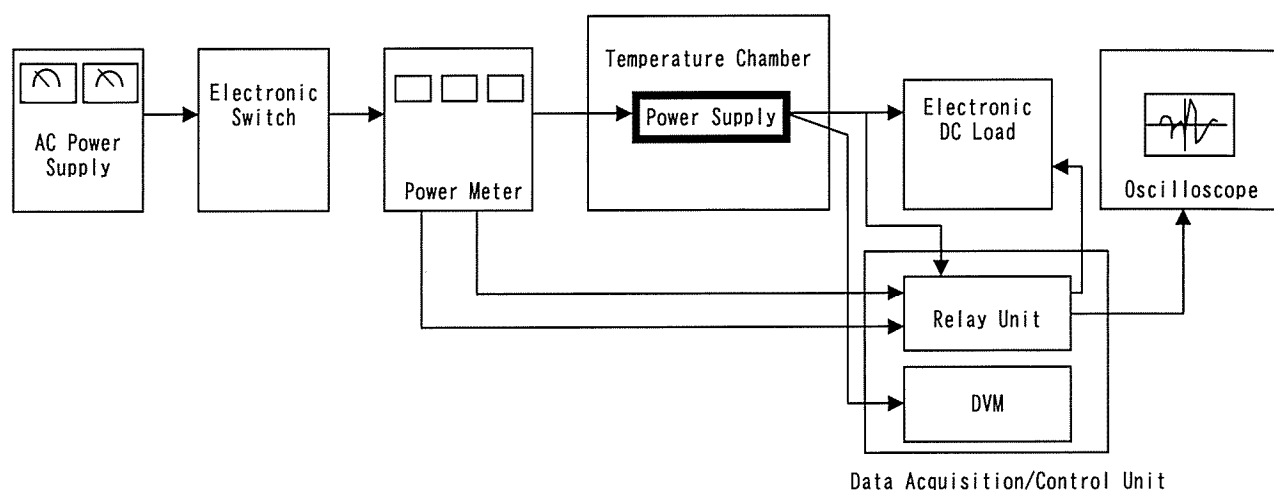 AC Power
Supply
Electronic
Switch
Power Meter
Temperature Chamber
Power Supply
Electronic
DC Load
Oscilloscope
Relay Unit
DVM
Data Acquisition/Control Unit